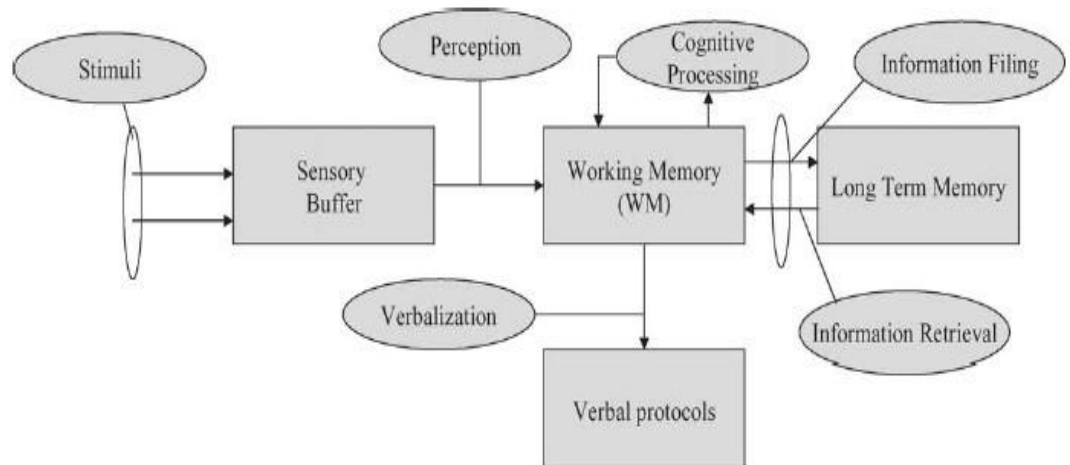 Stimuli
Perception
Cognitive
Processing
Information Filing
Sensory
Buffer
Working Memory
(WM)
Long Term Memory
Verbalization
Information Retrieval
Verbal protocols